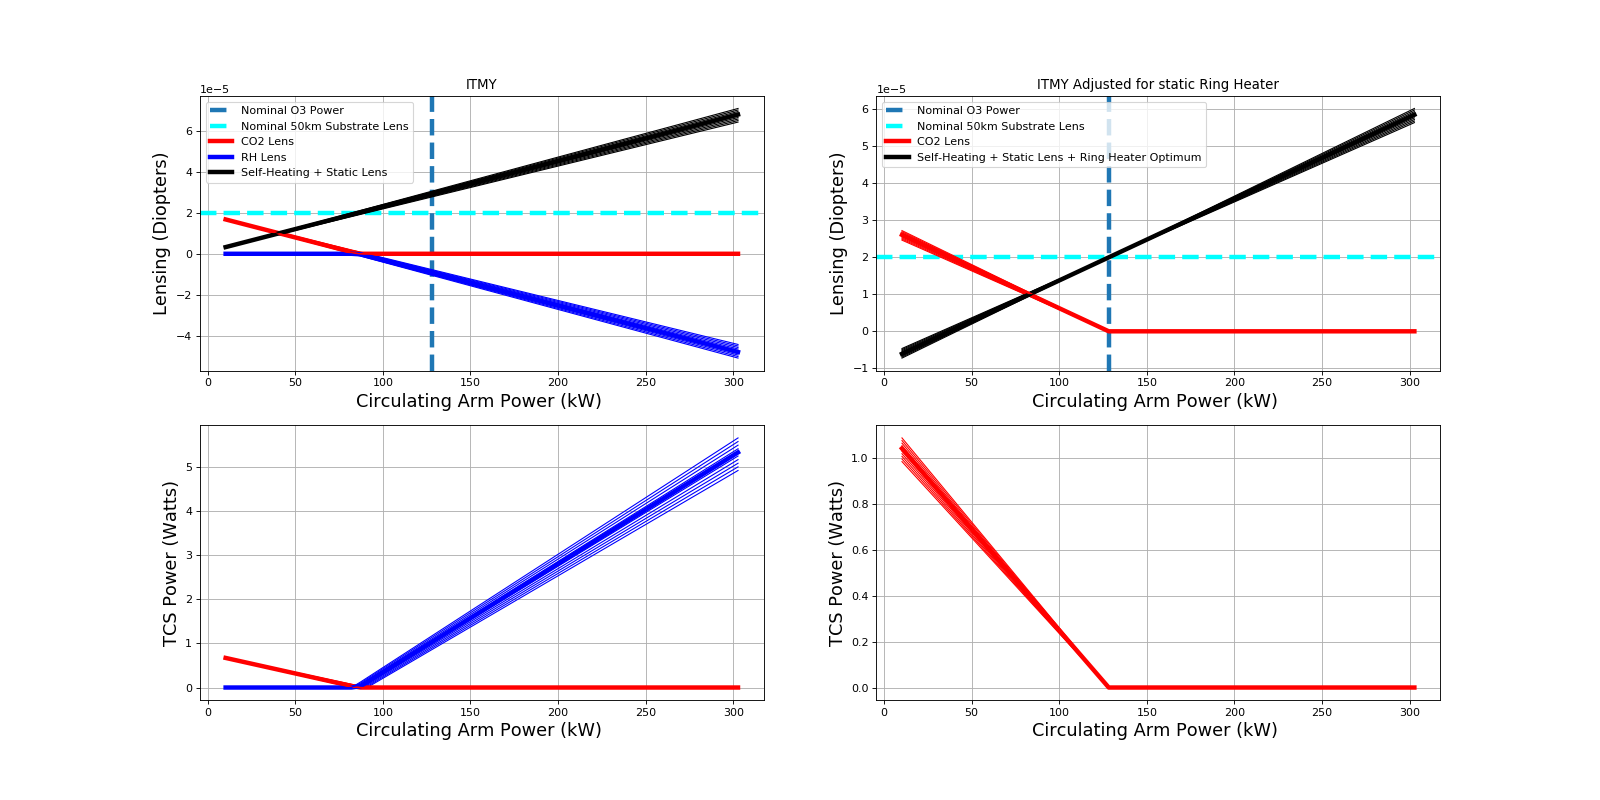 ITMY
1e−5
Nominal O3 Power
Nominal 50km Substrate Lens
CO2 Lens
RH Lens
Self-Heating + Static Lens
6
4
2
0
−2
−4
Lensing (Diopters)
0 50 100 150 200 250 300
Circulating Arm Power (kW)
ITMY Adjusted for static Ring Heater
1e−5
Nominal O3 Power
Nominal 50km Substrate Lens
CO2 Lens
Self-Heating + Static Lens + Ring Heater Optimum
6
5
4
3
2
1
0
−1
Lensing (Diopters)
0 50 100 150 200 250 300
Circulating Arm Power (kW)
5
4
3
2
1
0
TCS Power (Watts)
0 50 100 150 200 250 300
Circulating Arm Power (kW)
1.0
0.8
0.6
0.4
0.2
0.0
TCS Power (Watts)
0 50 100 150 200 250 300
Circulating Arm Power (kW)